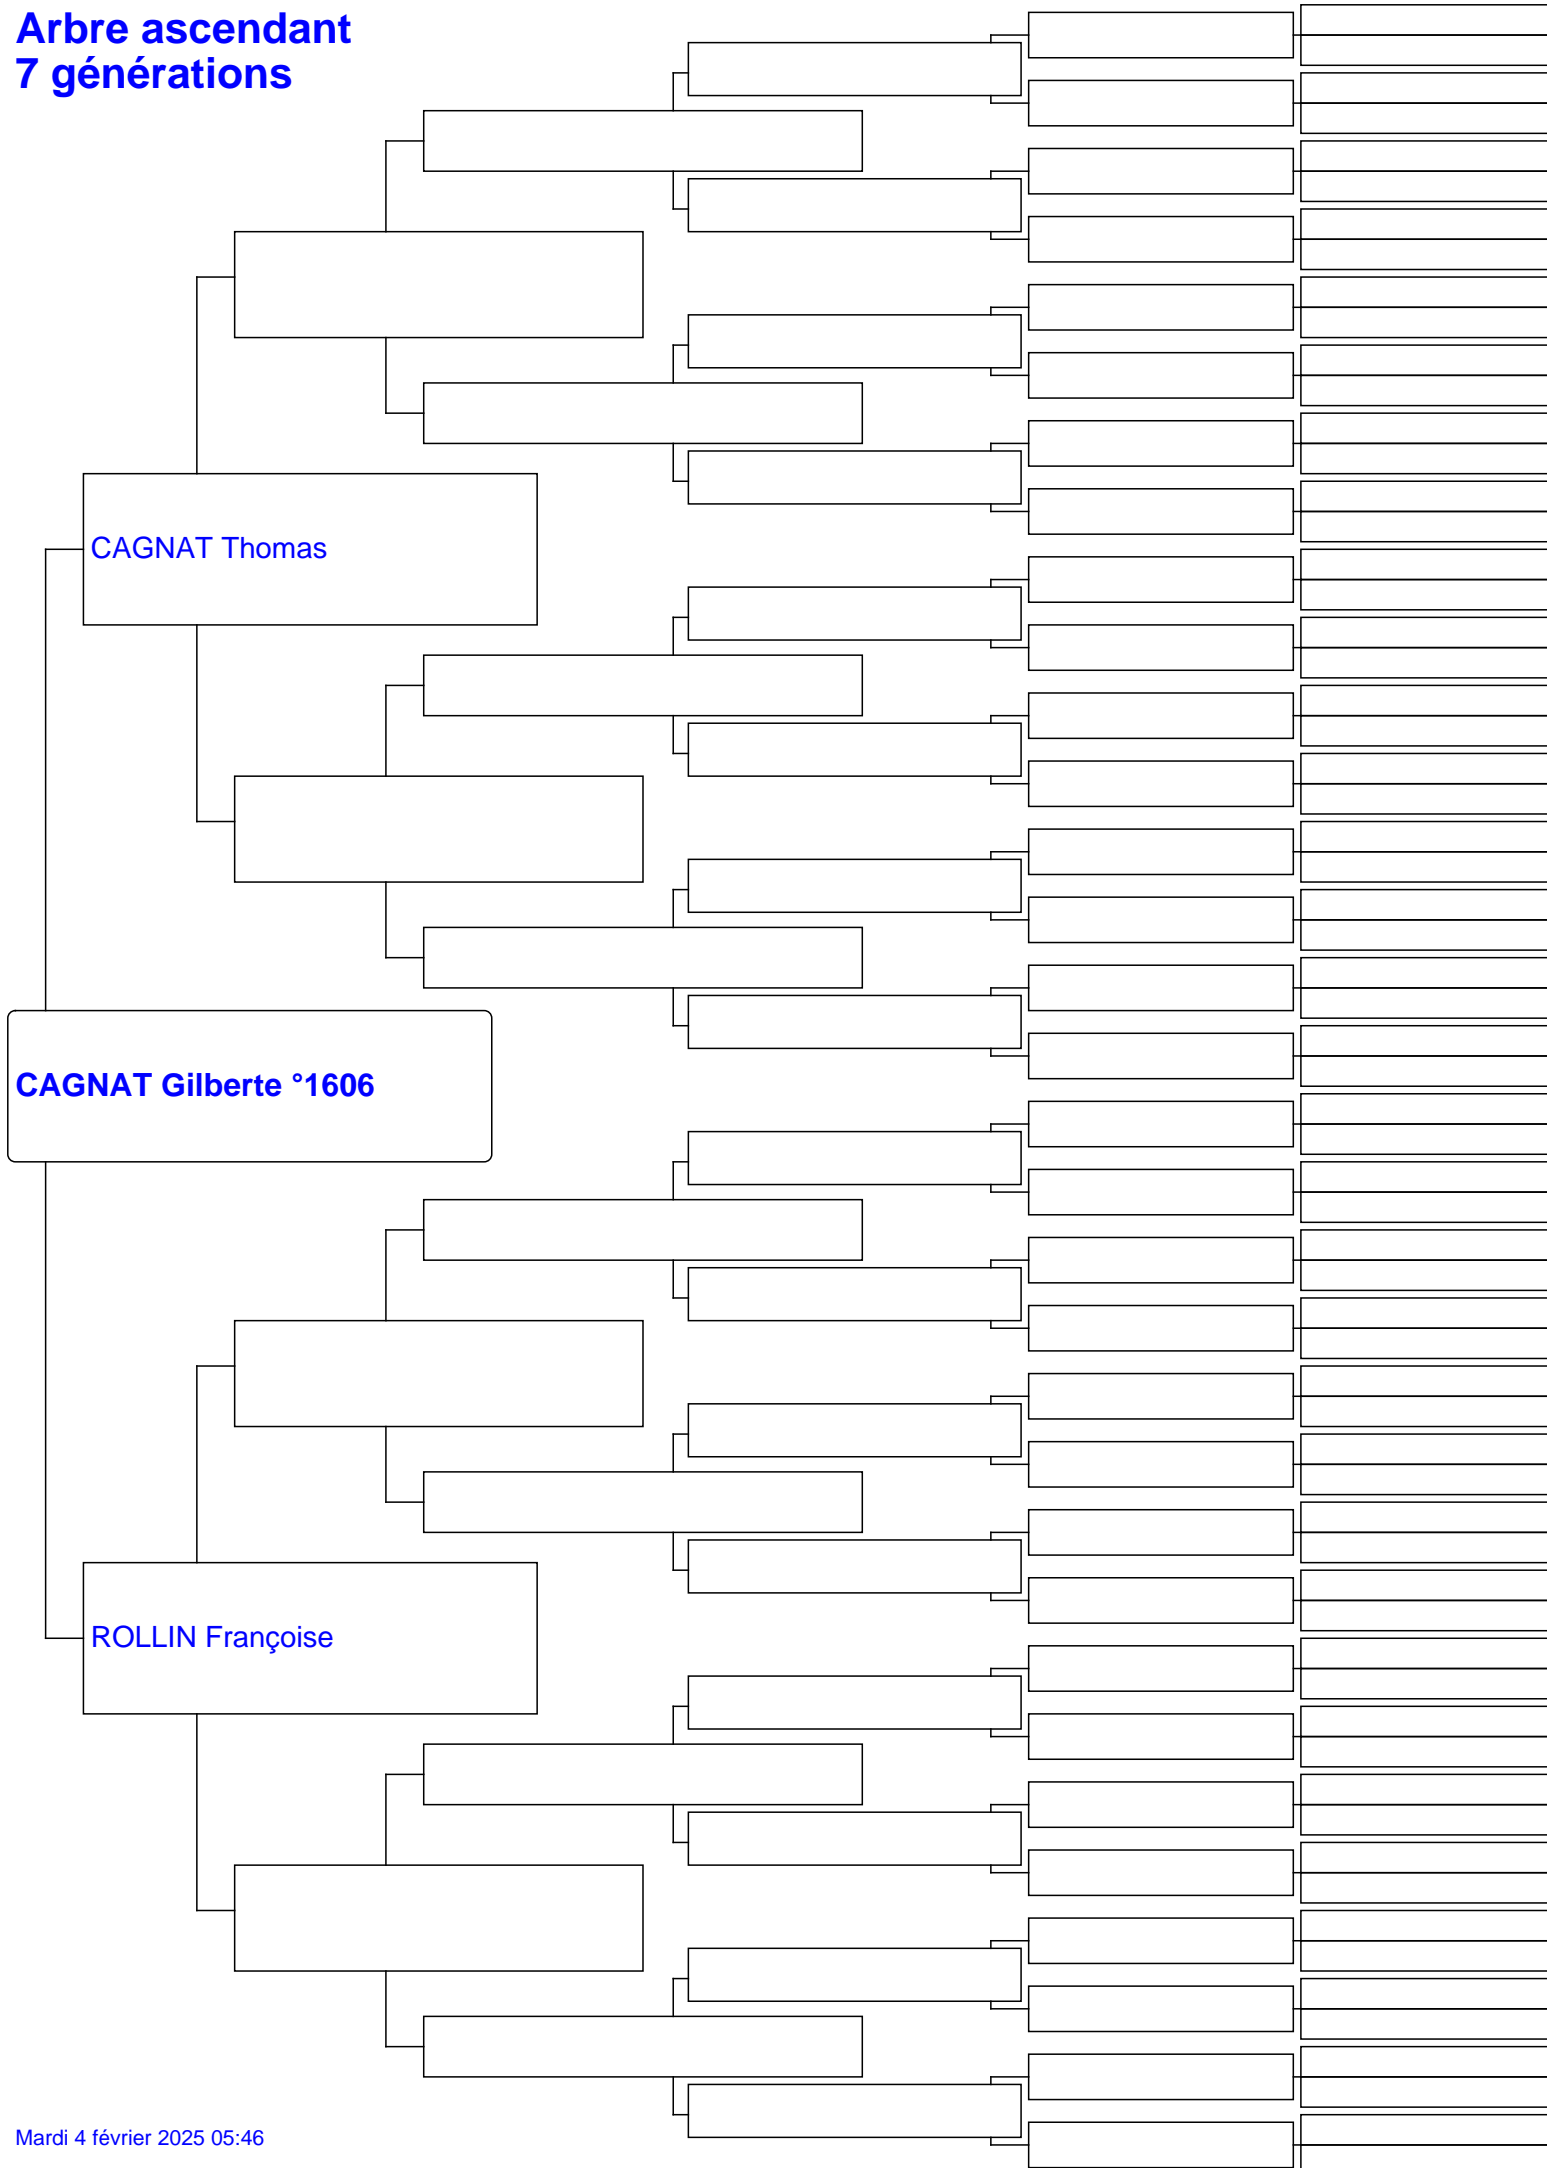 Arbre ascendant
7 générations
CAGNAT Thomas
CAGNAT Gilberte °1606
ROLLIN Françoise
Mardi 4 février 2025 05:46